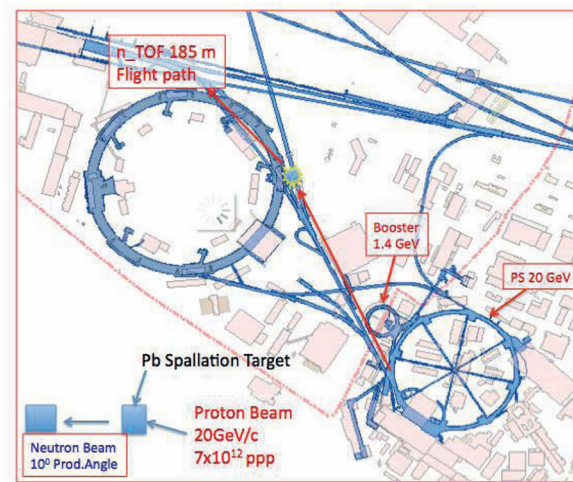 n_TOF 185 m
Flight path
Booster
1.4 GeV
PS 20 GeV
Pb Spallation Target
Proton Beam
20GeV/c
7x10¹² ppp
Neutron Beam
10⁰ Prod.Angle